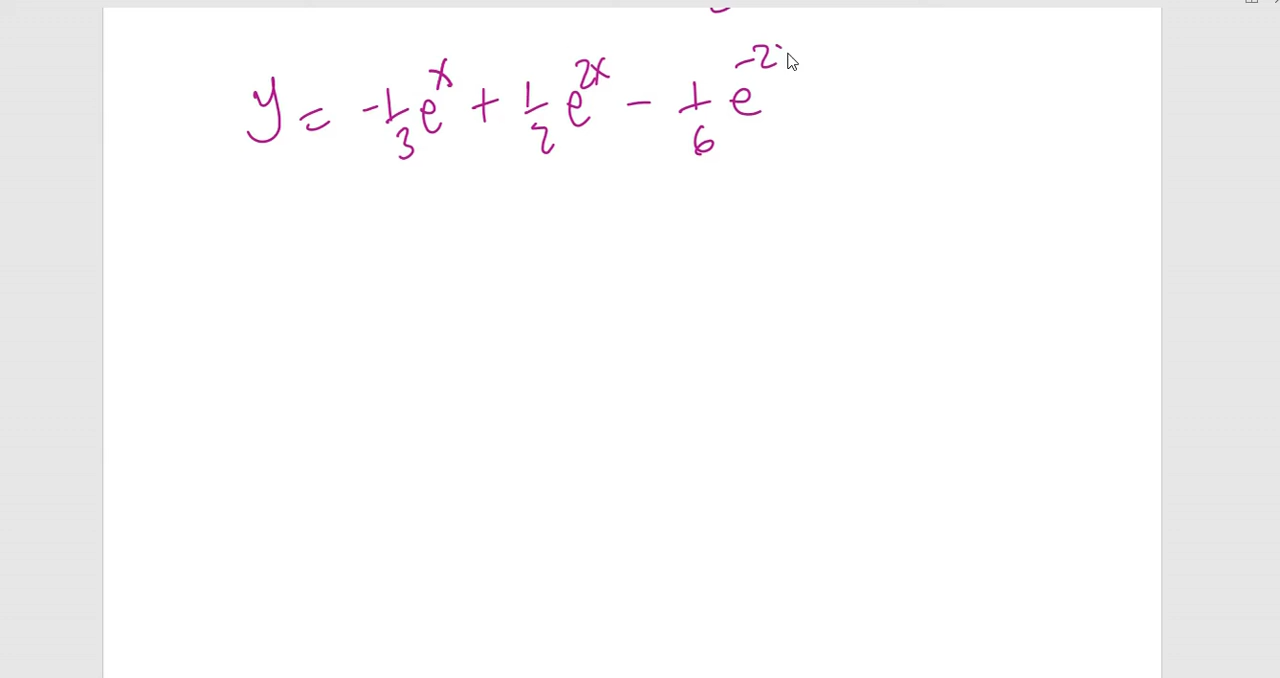 y = -1/3 e^x + 1/2 e^2x - 1/6 e^-2